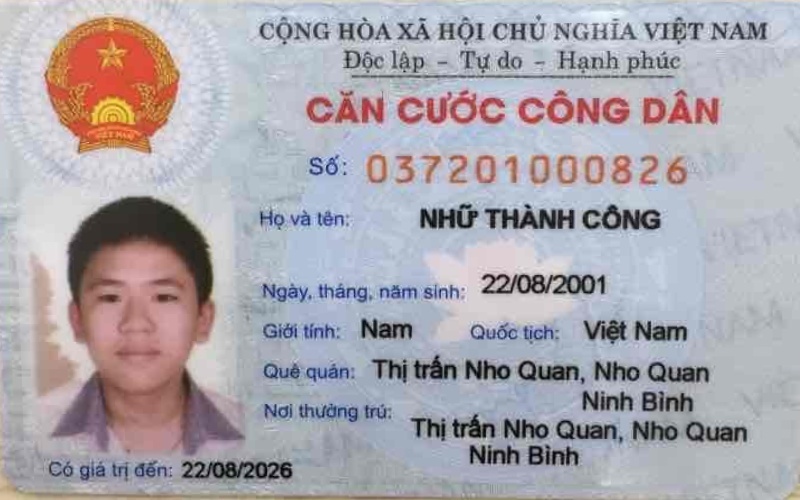 CỘNG HÒA XÃ HỘI CHỦ NGHĨA VIỆT NAM
Độc lập – Tự do – Hạnh phúc
CĂN CƯỚC CÔNG DÂN
Số: 037201000826
Họ và tên: NHỮ THÀNH CÔNG
Ngày, tháng, năm sinh: 22/08/2001
Giới tính: Nam Quốc tịch: Việt Nam
Quê quán: Thị trấn Nho Quan, Nho Quan
Ninh Bình
Nơi thường trú: Thị trấn Nho Quan, Nho Quan
Ninh Bình
Có giá trị đến: 22/08/2026
VIỆT NAM